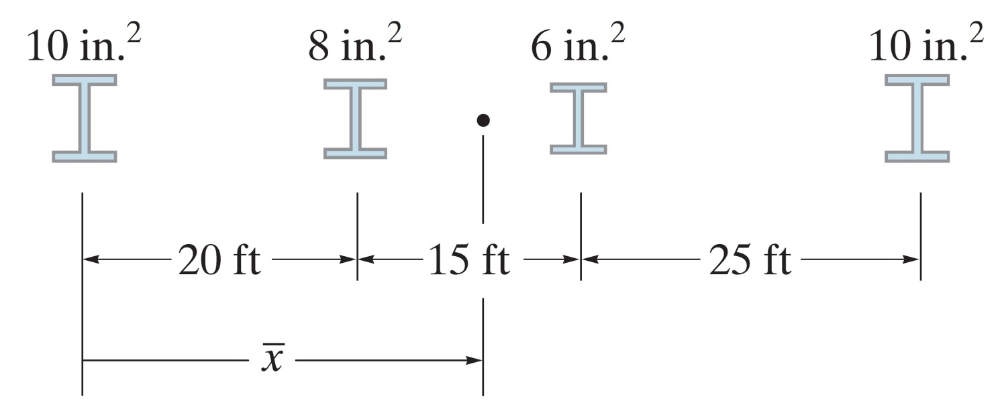 10 in.² 8 in.² 6 in.² 10 in.²
20 ft 15 ft 25 ft
x̅